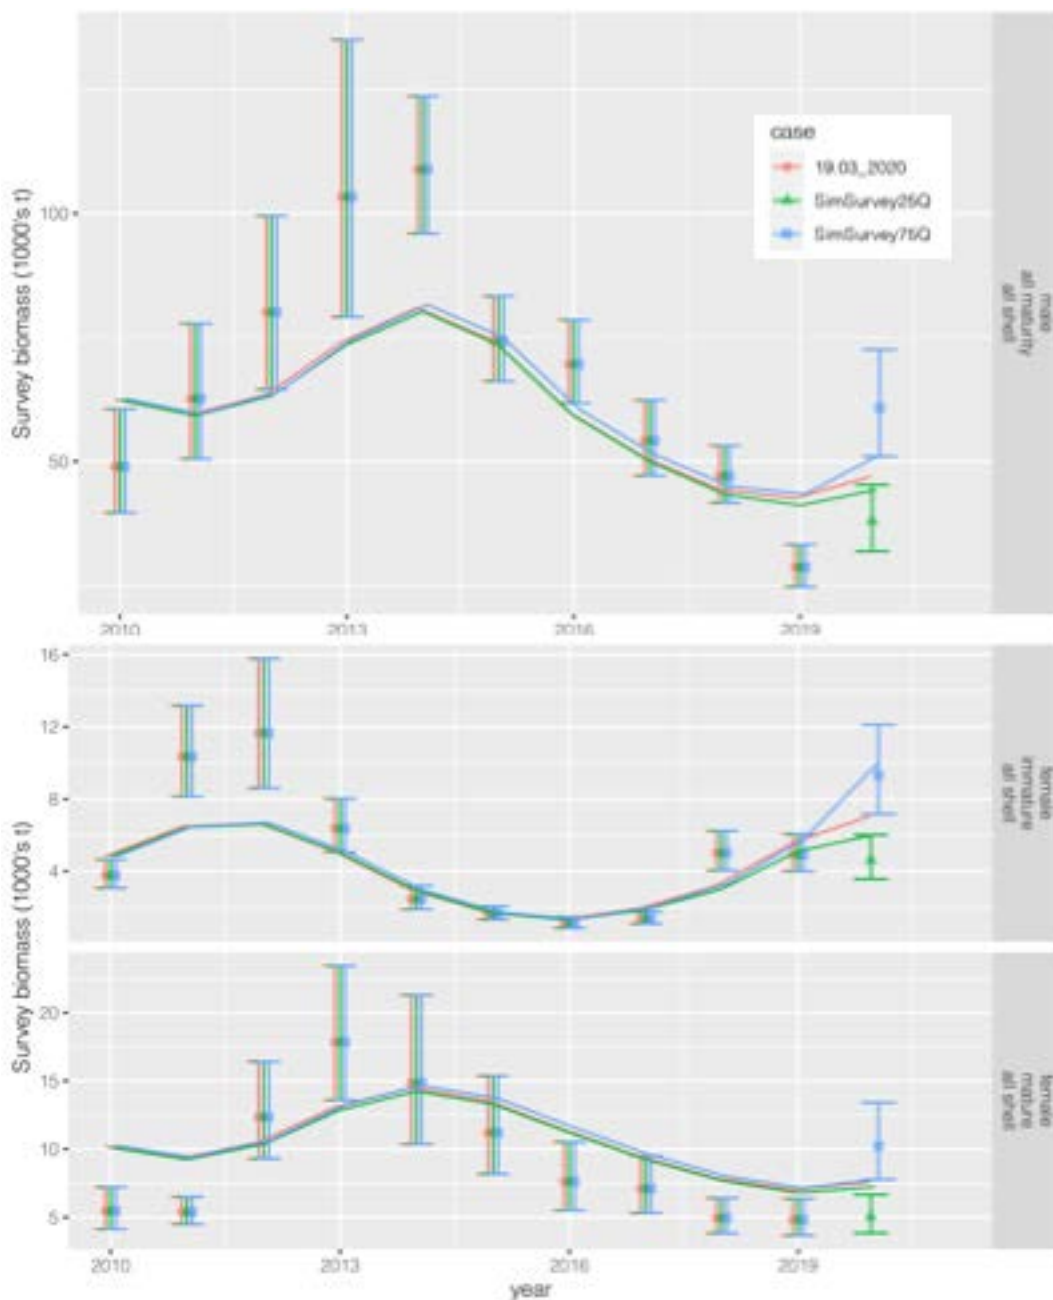 Survey biomass (1000's t)
100
50
case
19.03_2020
SimSurvey25Q
SimSurvey75Q
male
all maturity
all shell
2010
2013
2016
2019
Survey biomass (1000's t)
16
12
8
4
female
immature
all shell
20
15
10
5
female
mature
all shell
2010
2013
2016
2019
year